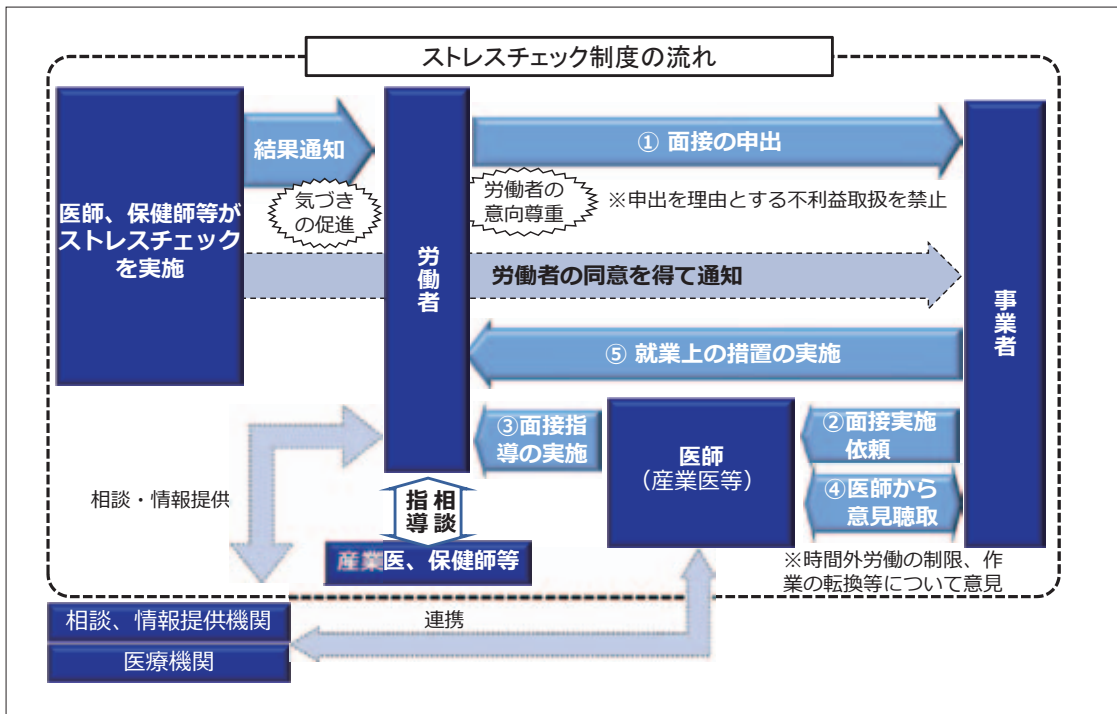 ストレスチェック制度の流れ
医師、保健師等が
ストレスチェック
を実施
結果通知
気づき
の促進
労働者
① 面接の申出
労働者の
意向尊重
※申出を理由とする不利益取扱を禁止
労働者の同意を得て通知
事業者
⑤ 就業上の措置の実施
③面接指
導の実施
医師
（産業医等）
②面接実施
依頼
④医師から
意見聴取
※時間外労働の制限、作
業の転換等について意見
相談・情報提供
相談
指導
産業医、保健師等
相談、情報提供機関
医療機関
連携